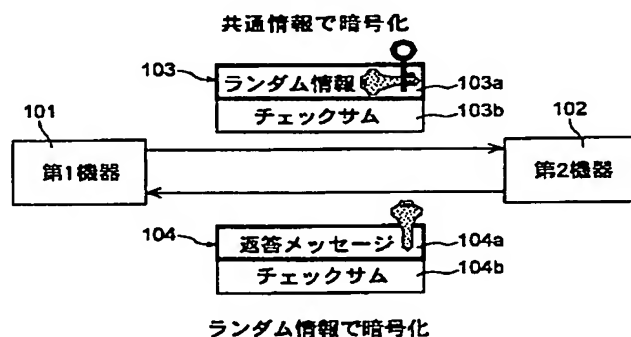 共通情報で暗号化
103
ランダム情報
103a
チェックサム
103b
101
第1機器
102
第2機器
104
返答メッセージ
104a
チェックサム
104b
ランダム情報で暗号化